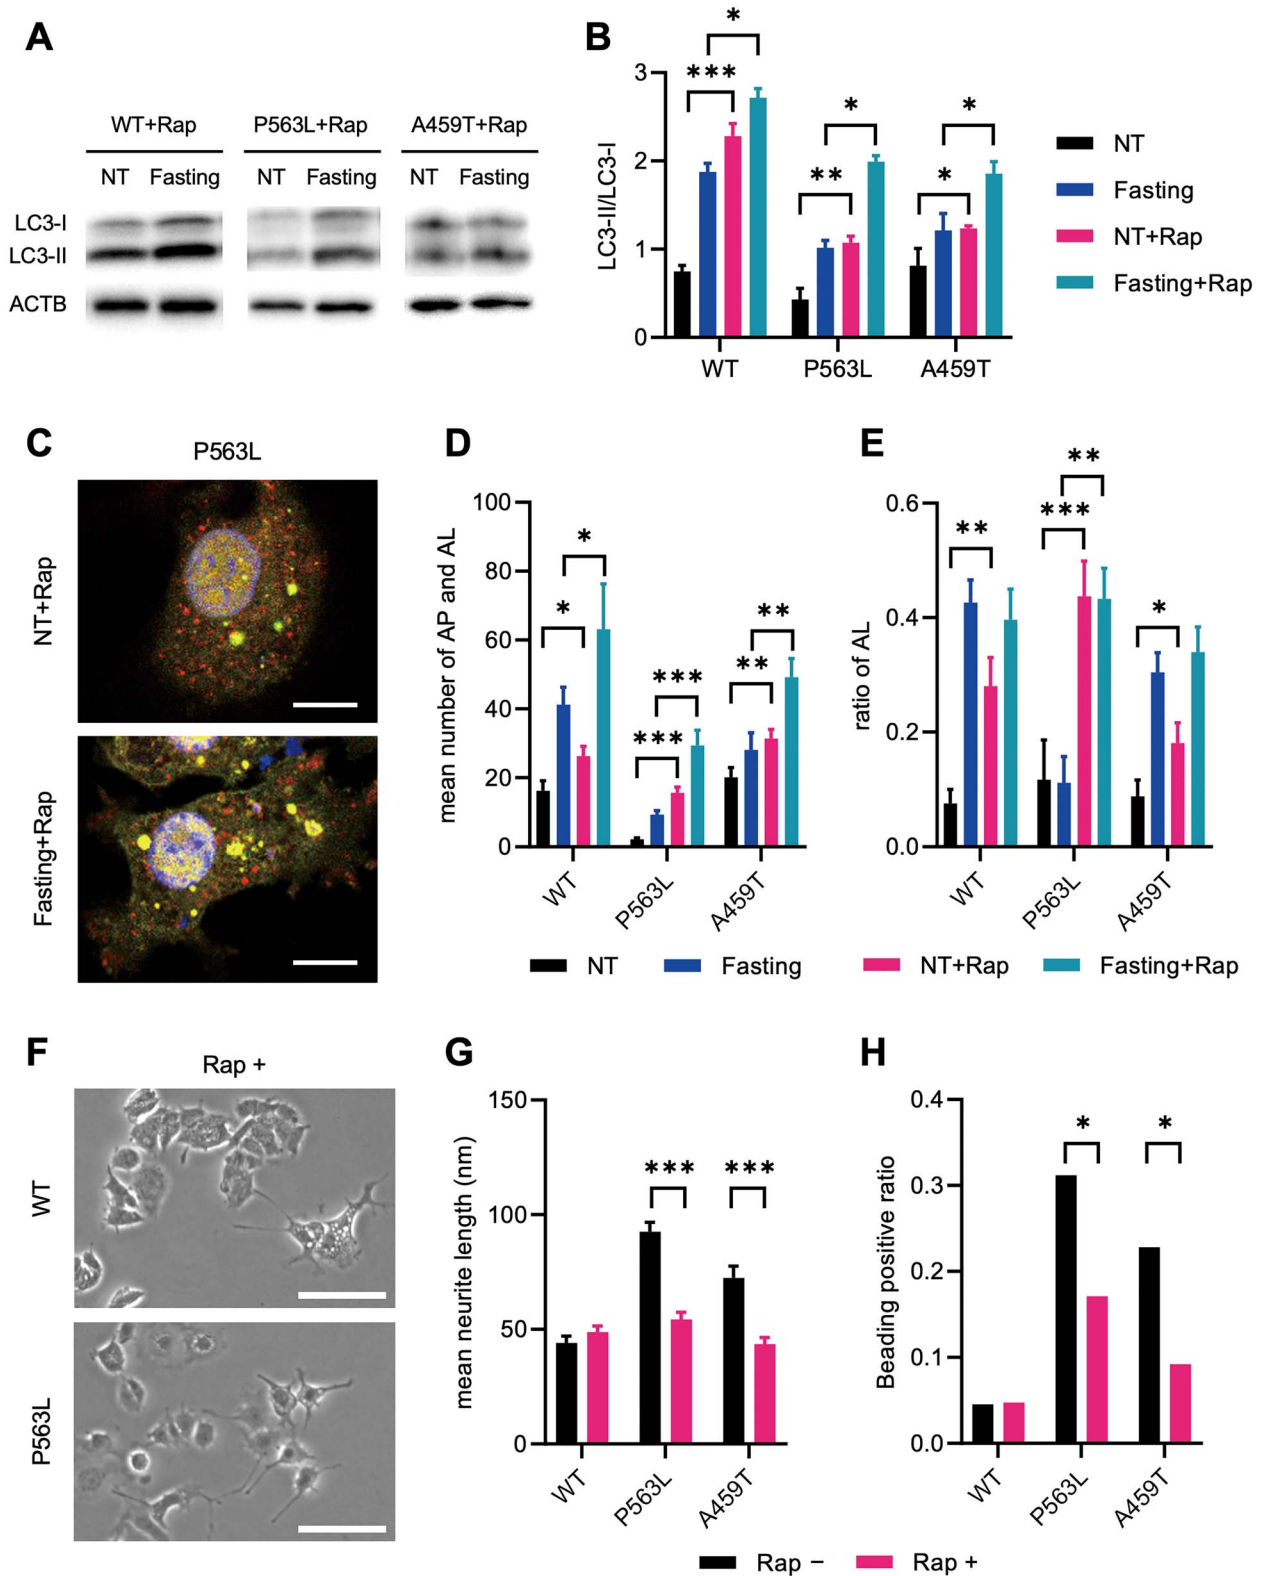 A
WT+Rap P563L+Rap A459T+Rap
NT Fasting NT Fasting NT Fasting
LC3-I
LC3-II
ACTB
B
LC3-II/LC3-I
3
2
1
0
* *** * ** * *
WT P563L A459T
NT
Fasting
NT+Rap
Fasting+Rap
C
P563L
NT+Rap
Fasting+Rap
D
mean number of AP and AL
100
80
60
40
20
0
* * *** *** ** **
WT P563L A459T
E
ratio of AL
0.6
0.4
0.2
0.0
** ** *** *
WT P563L A459T
NT Fasting NT+Rap Fasting+Rap
F
Rap +
WT
P563L
G
mean neurite length (nm)
150
100
50
0
*** ***
WT P563L A459T
H
Beading positive ratio
0.4
0.3
0.2
0.1
0.0
* *
WT P563L A459T
Rap − Rap +